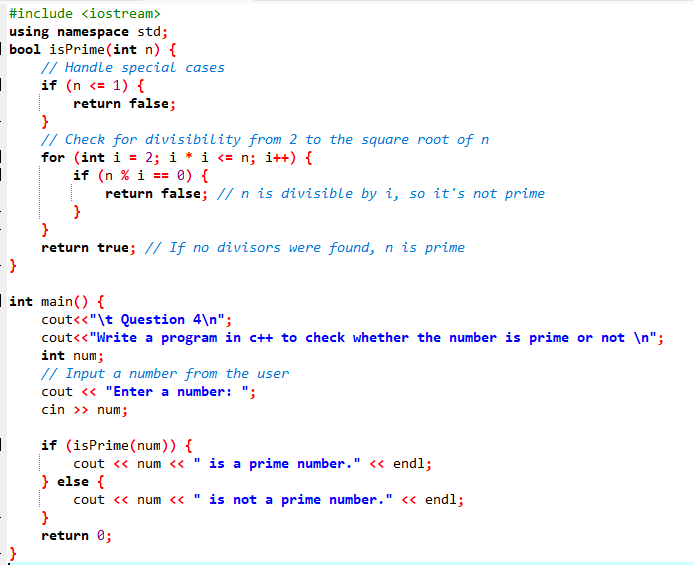 #include <iostream>
using namespace std;
bool isPrime(int n) {
    // Handle special cases
    if (n <= 1) {
        return false;
    }
    // Check for divisibility from 2 to the square root of n
    for (int i = 2; i * i <= n; i++) {
        if (n % i == 0) {
            return false; // n is divisible by i, so it's not prime
        }
    }
    return true; // If no divisors were found, n is prime
}

int main() {
    cout<<"\t Question 4\n";
    cout<<"Write a program in c++ to check whether the number is prime or not \n";
    int num;
    // Input a number from the user
    cout << "Enter a number: ";
    cin >> num;

    if (isPrime(num)) {
        cout << num << " is a prime number." << endl;
    } else {
        cout << num << " is not a prime number." << endl;
    }
    return 0;
}